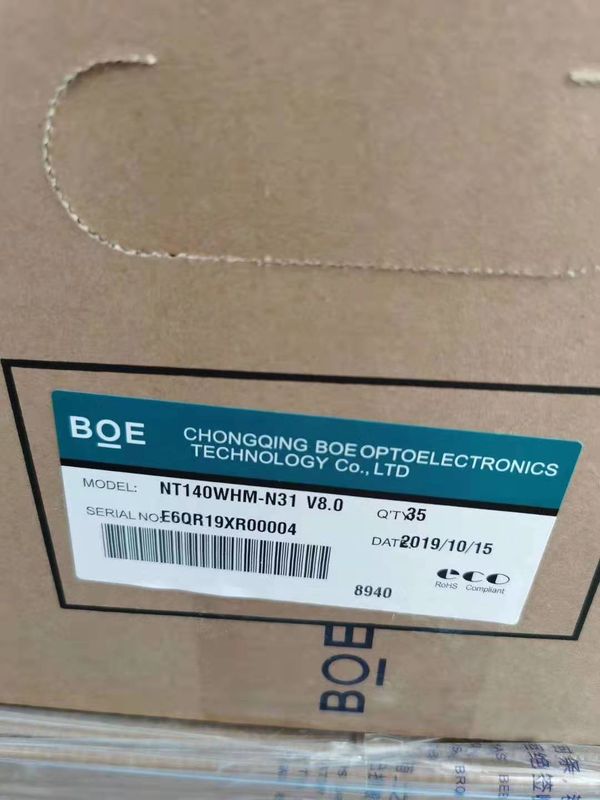 BOE
CHONGQING BOE OPTOELECTRONICS
TECHNOLOGY Co., LTD
MODEL: NT140WHM-N31 V8.0
Q'TY 35
SERIAL NO: E6QR19XR00004
DATE 2019/10/15
8940
eco
RoHS Compliant
BOE